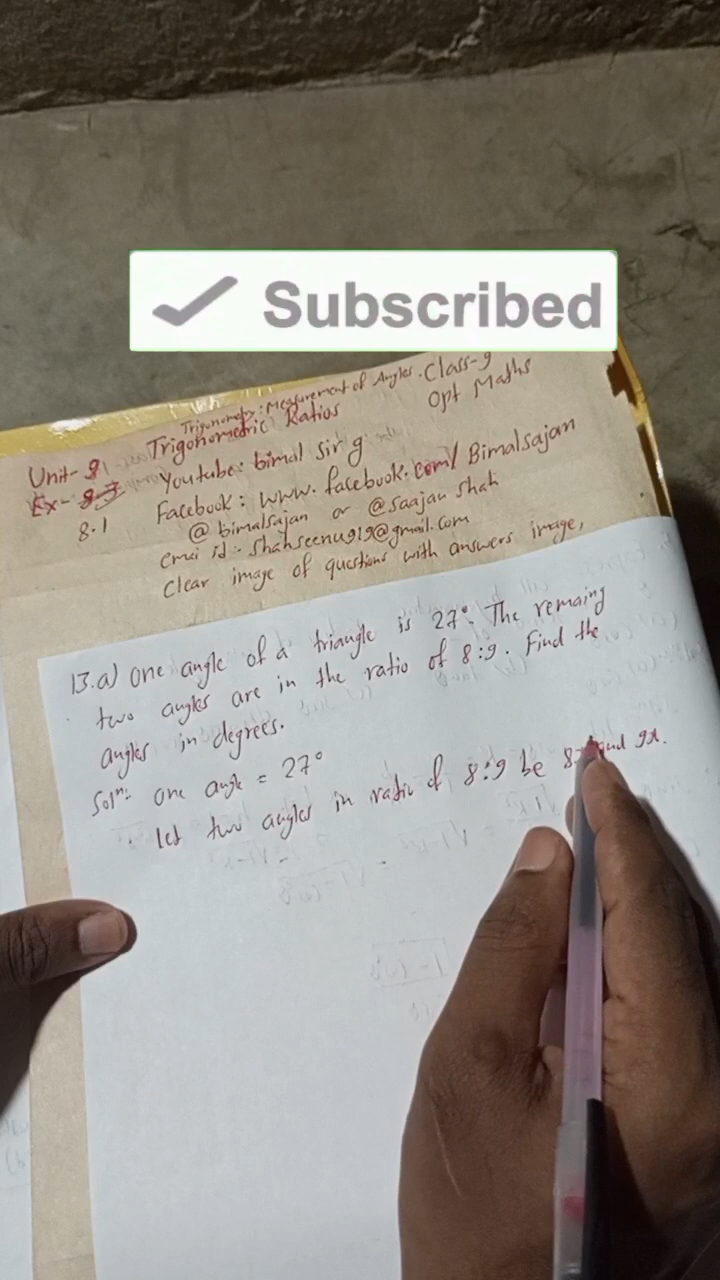 Subscribed
Trigonometry: Measurement of Angles. Class-9
Unit-9 Trigonometric Ratios Opt Maths
Ex- 8.1
Youtube: bimal sir g
Facebook: www.facebook.com/Bimalsajan
@bimalsajan or @saajan shah
emai id:- shahseenu919@gmail.com
Clear image of questions with answers image,
13.a) One angle of a triangle is 27°. The remaing
two angles are in the ratio of 8:9. Find the
angles in degrees.
Solⁿ: One angle = 27°
Let two angles in ratio of 8:9 be 8x and 9x.